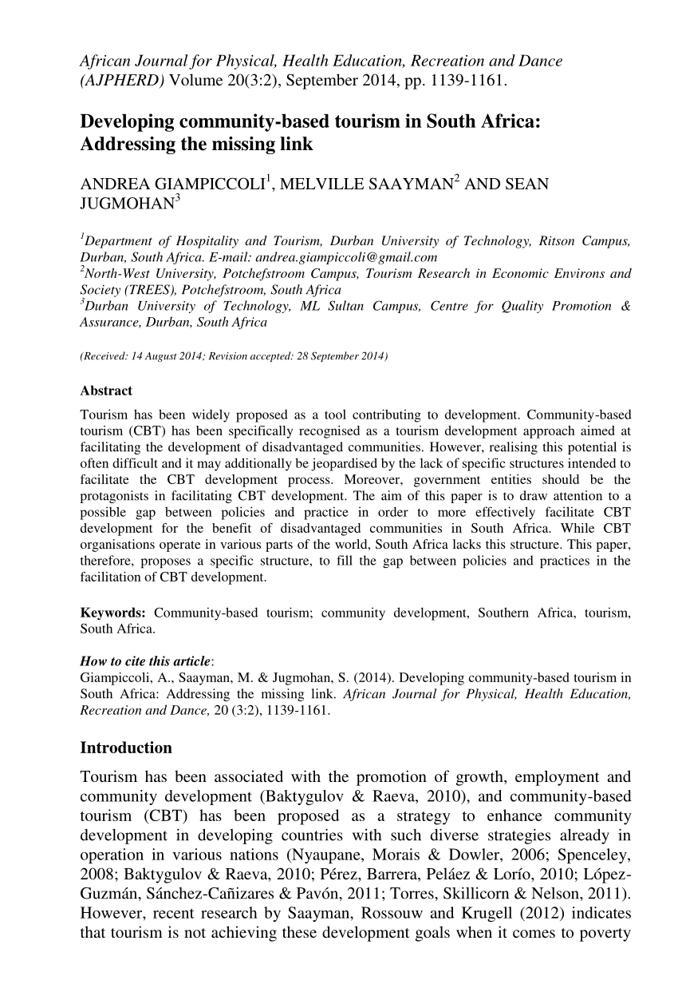 African Journal for Physical, Health Education, Recreation and Dance
(AJPHERD) Volume 20(3:2), September 2014, pp. 1139-1161.
Developing community-based tourism in South Africa:
Addressing the missing link
ANDREA GIAMPICCOLI1, MELVILLE SAAYMAN2 AND SEAN
JUGMOHAN3
1Department of Hospitality and Tourism, Durban University of Technology, Ritson Campus,
Durban, South Africa. E-mail: andrea.giampiccoli@gmail.com
2North-West University, Potchefstroom Campus, Tourism Research in Economic Environs and
Society (TREES), Potchefstroom, South Africa
3Durban University of Technology, ML Sultan Campus, Centre for Quality Promotion &
Assurance, Durban, South Africa
(Received: 14 August 2014; Revision accepted: 28 September 2014)
Abstract
Tourism has been widely proposed as a tool contributing to development. Community-based
tourism (CBT) has been specifically recognised as a tourism development approach aimed at
facilitating the development of disadvantaged communities. However, realising this potential is
often difficult and it may additionally be jeopardised by the lack of specific structures intended to
facilitate the CBT development process. Moreover, government entities should be the
protagonists in facilitating CBT development. The aim of this paper is to draw attention to a
possible gap between policies and practice in order to more effectively facilitate CBT
development for the benefit of disadvantaged communities in South Africa. While CBT
organisations operate in various parts of the world, South Africa lacks this structure. This paper,
therefore, proposes a specific structure, to fill the gap between policies and practices in the
facilitation of CBT development.
Keywords: Community-based tourism; community development, Southern Africa, tourism,
South Africa.
How to cite this article:
Giampiccoli, A., Saayman, M. & Jugmohan, S. (2014). Developing community-based tourism in
South Africa: Addressing the missing link. African Journal for Physical, Health Education,
Recreation and Dance, 20 (3:2), 1139-1161.
Introduction
Tourism has been associated with the promotion of growth, employment and
community development (Baktygulov & Raeva, 2010), and community-based
tourism (CBT) has been proposed as a strategy to enhance community
development in developing countries with such diverse strategies already in
operation in various nations (Nyaupane, Morais & Dowler, 2006; Spenceley,
2008; Baktygulov & Raeva, 2010; Pérez, Barrera, Peláez & Lorío, 2010; López-
Guzmán, Sánchez-Cañizares & Pavón, 2011; Torres, Skillicorn & Nelson, 2011).
However, recent research by Saayman, Rossouw and Krugell (2012) indicates
that tourism is not achieving these development goals when it comes to poverty